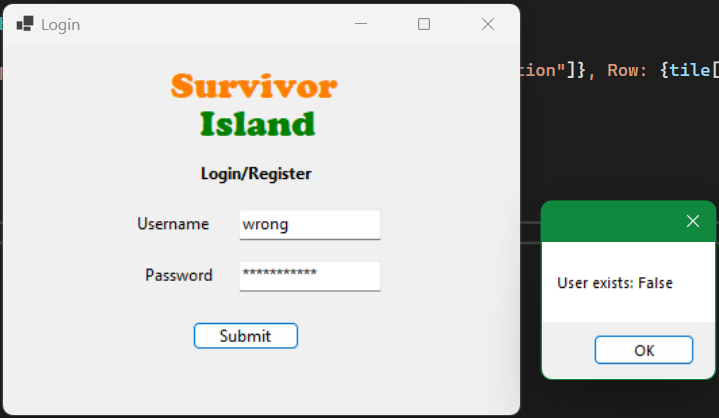 Login
tion"]}, Row: {tile[
Survivor
Island
Login/Register
Username wrong
Password ***********
Submit
User exists: False
OK